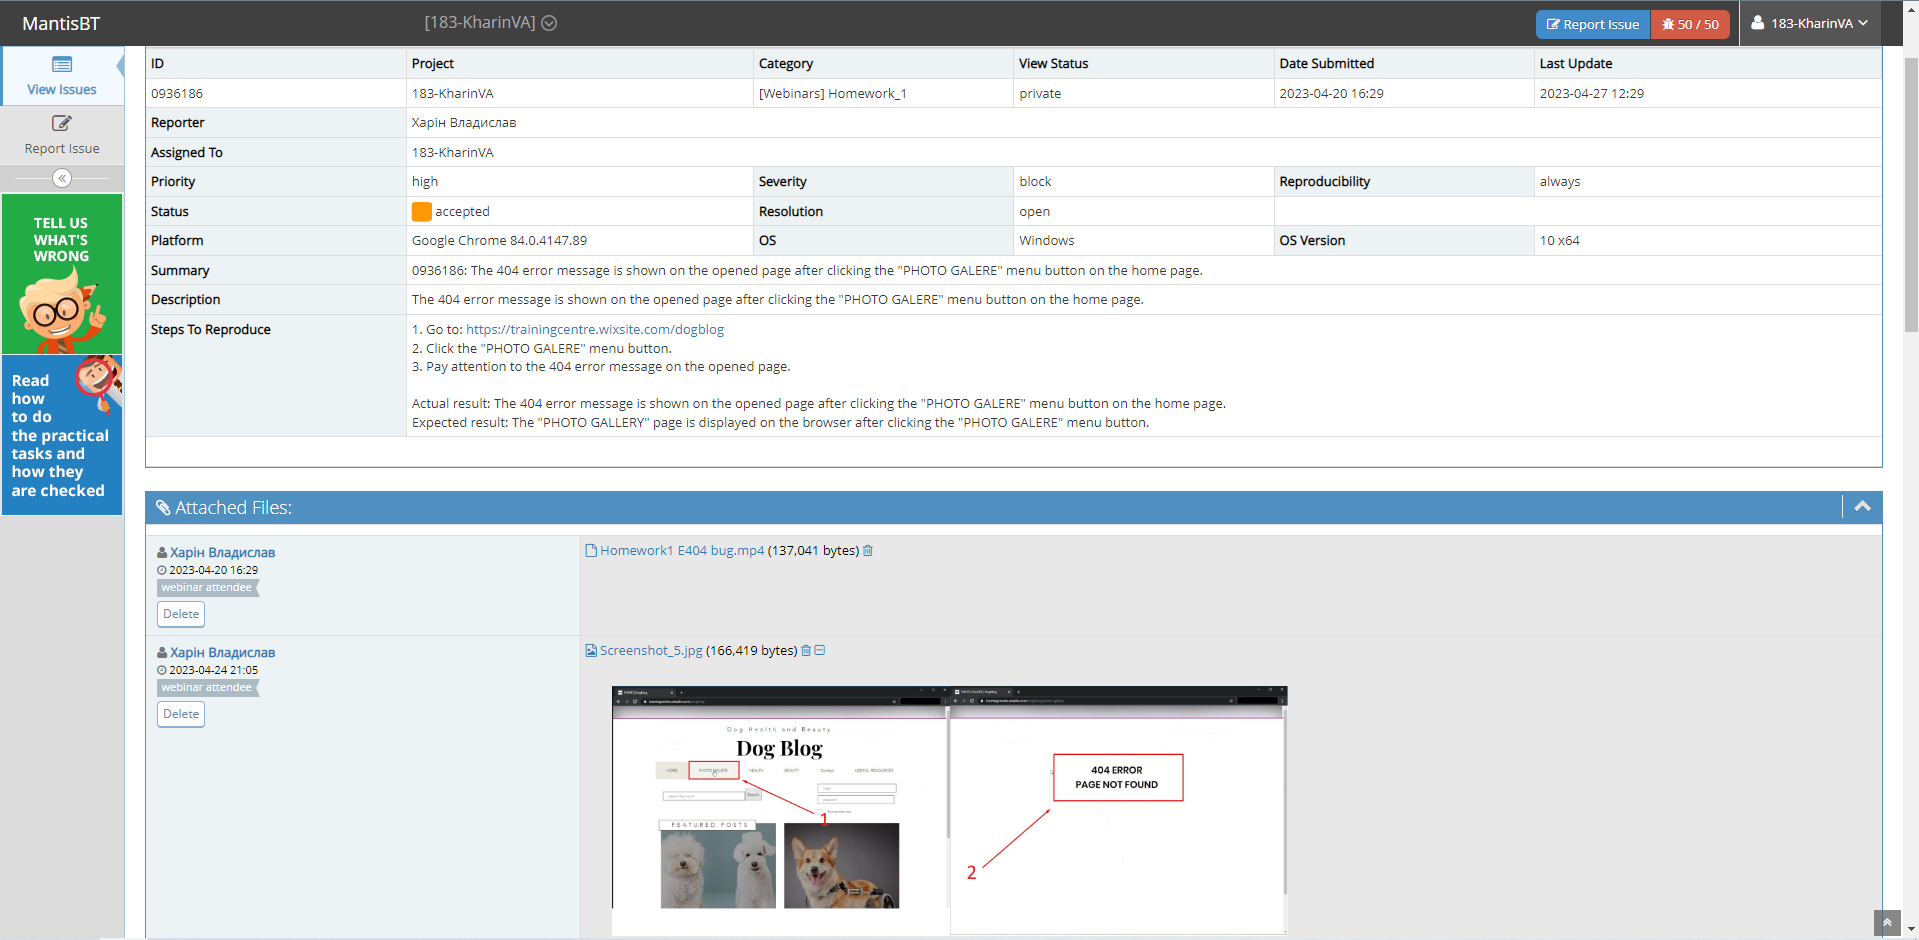 MantisBT
[183-KharinVA]
Report Issue
50 / 50
183-KharinVA
View Issues
Report Issue
TELL US
WHAT'S
WRONG
Read
how
to do
the practical
tasks and
how they
are checked
ID Project Category View Status Date Submitted Last Update
0936186 183-KharinVA [Webinars] Homework_1 private 2023-04-20 16:29 2023-04-27 12:29
Reporter Харін Владислав
Assigned To 183-KharinVA
Priority high Severity block Reproducibility always
Status accepted Resolution open
Platform Google Chrome 84.0.4147.89 OS Windows OS Version 10 x64
Summary 0936186: The 404 error message is shown on the opened page after clicking the "PHOTO GALERE" menu button on the home page.
Description The 404 error message is shown on the opened page after clicking the "PHOTO GALERE" menu button on the home page.
Steps To Reproduce 1. Go to: https://trainingcentre.wixsite.com/dogblog
2. Click the "PHOTO GALERE" menu button.
3. Pay attention to the 404 error message on the opened page.
Actual result: The 404 error message is shown on the opened page after clicking the "PHOTO GALERE" menu button on the home page.
Expected result: The "PHOTO GALLERY" page is displayed on the browser after clicking the "PHOTO GALERE" menu button.
Attached Files:
Харін Владислав
2023-04-20 16:29
webinar attendee
Delete
Homework1 E404 bug.mp4 (137,041 bytes)
Харін Владислав
2023-04-24 21:05
webinar attendee
Delete
Screenshot_5.jpg (166,419 bytes)
Dog Health and Beauty
Dog Blog
HOME PHOTO GALERE HEALTH BEAUTY Contact USEFUL RESOURCES
Search
Remember me
1
FEATURED POSTS
404 ERROR
PAGE NOT FOUND
2